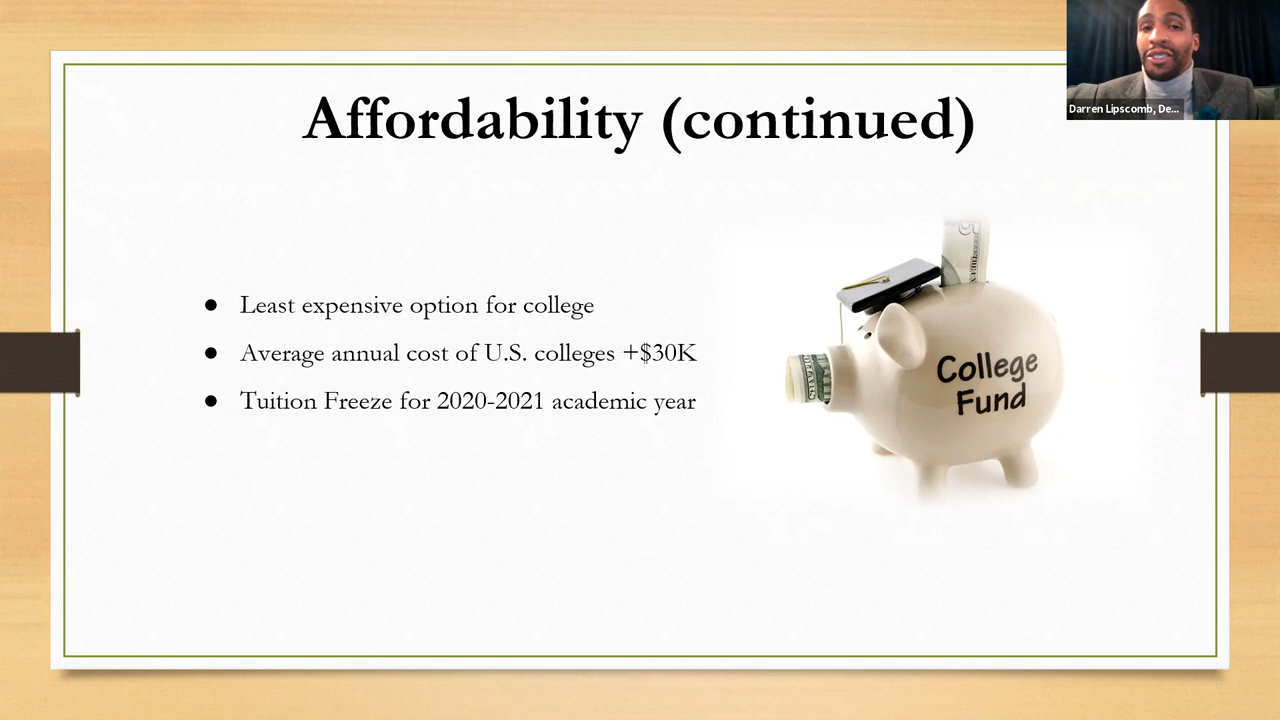 Affordability (continued)
Darren Lipscomb, De...
● Least expensive option for college
● Average annual cost of U.S. colleges +$30K
● Tuition Freeze for 2020-2021 academic year
College
Fund